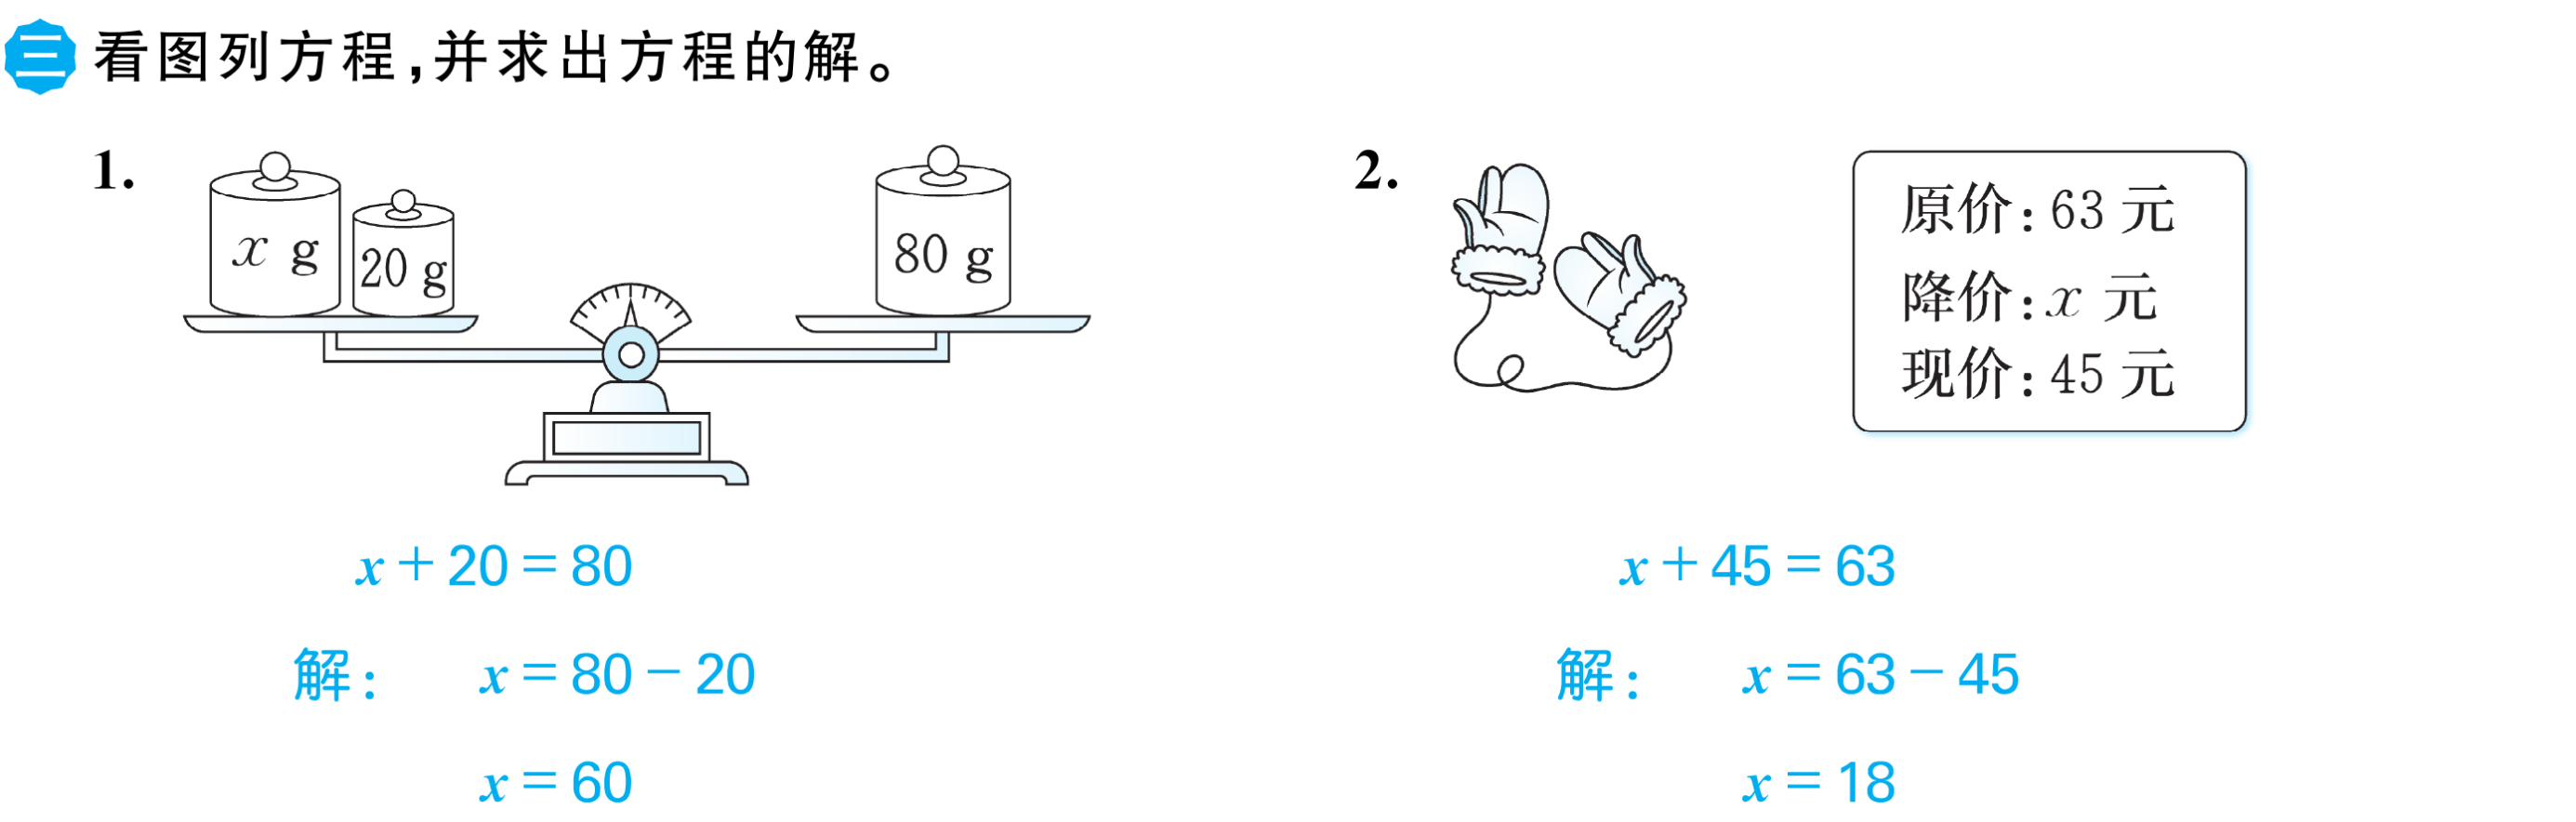 三 看图列方程,并求出方程的解。
1.
x g
20 g
80 g
x + 20 = 80
解: x = 80 - 20
x = 60
2.
原价:63 元
降价:x 元
现价:45 元
x + 45 = 63
解: x = 63 - 45
x = 18